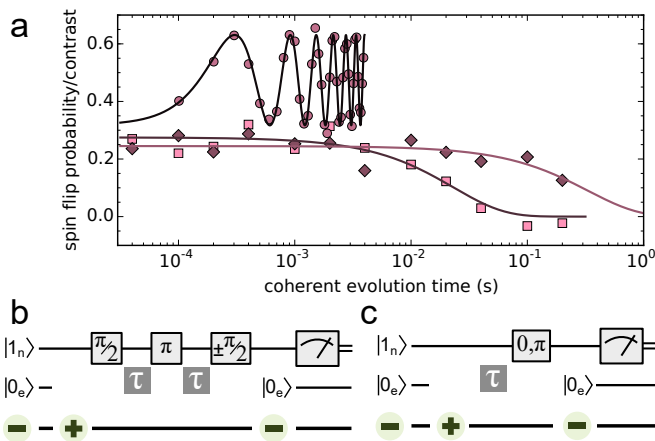 a
spin flip probability/contrast
0.6
0.4
0.2
0.0
10⁻⁴ 10⁻³ 10⁻² 10⁻¹ 10⁰
coherent evolution time (s)
b
|1ₙ⟩ π/2 π ±π/2
τ τ
|0ₑ⟩ |0ₑ⟩
− + −
c
|1ₙ⟩ 0,π
τ
|0ₑ⟩ |0ₑ⟩
− + −